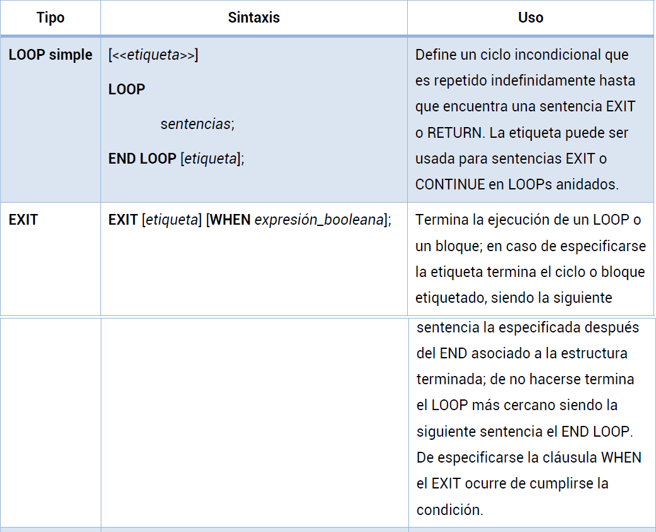 Tipo Sintaxis Uso
LOOP simple
[<<etiqueta>>]
LOOP
sentencias;
END LOOP [etiqueta];
Define un ciclo incondicional que
es repetido indefinidamente hasta
que encuentra una sentencia EXIT
o RETURN. La etiqueta puede ser
usada para sentencias EXIT o
CONTINUE en LOOPs anidados.
EXIT
EXIT [etiqueta] [WHEN expresión_booleana];
Termina la ejecución de un LOOP o
un bloque; en caso de especificarse
la etiqueta termina el ciclo o bloque
etiquetado, siendo la siguiente
sentencia la especificada después
del END asociado a la estructura
terminada; de no hacerse termina
el LOOP más cercano siendo la
siguiente sentencia el END LOOP.
De especificarse la cláusula WHEN
el EXIT ocurre de cumplirse la
condición.